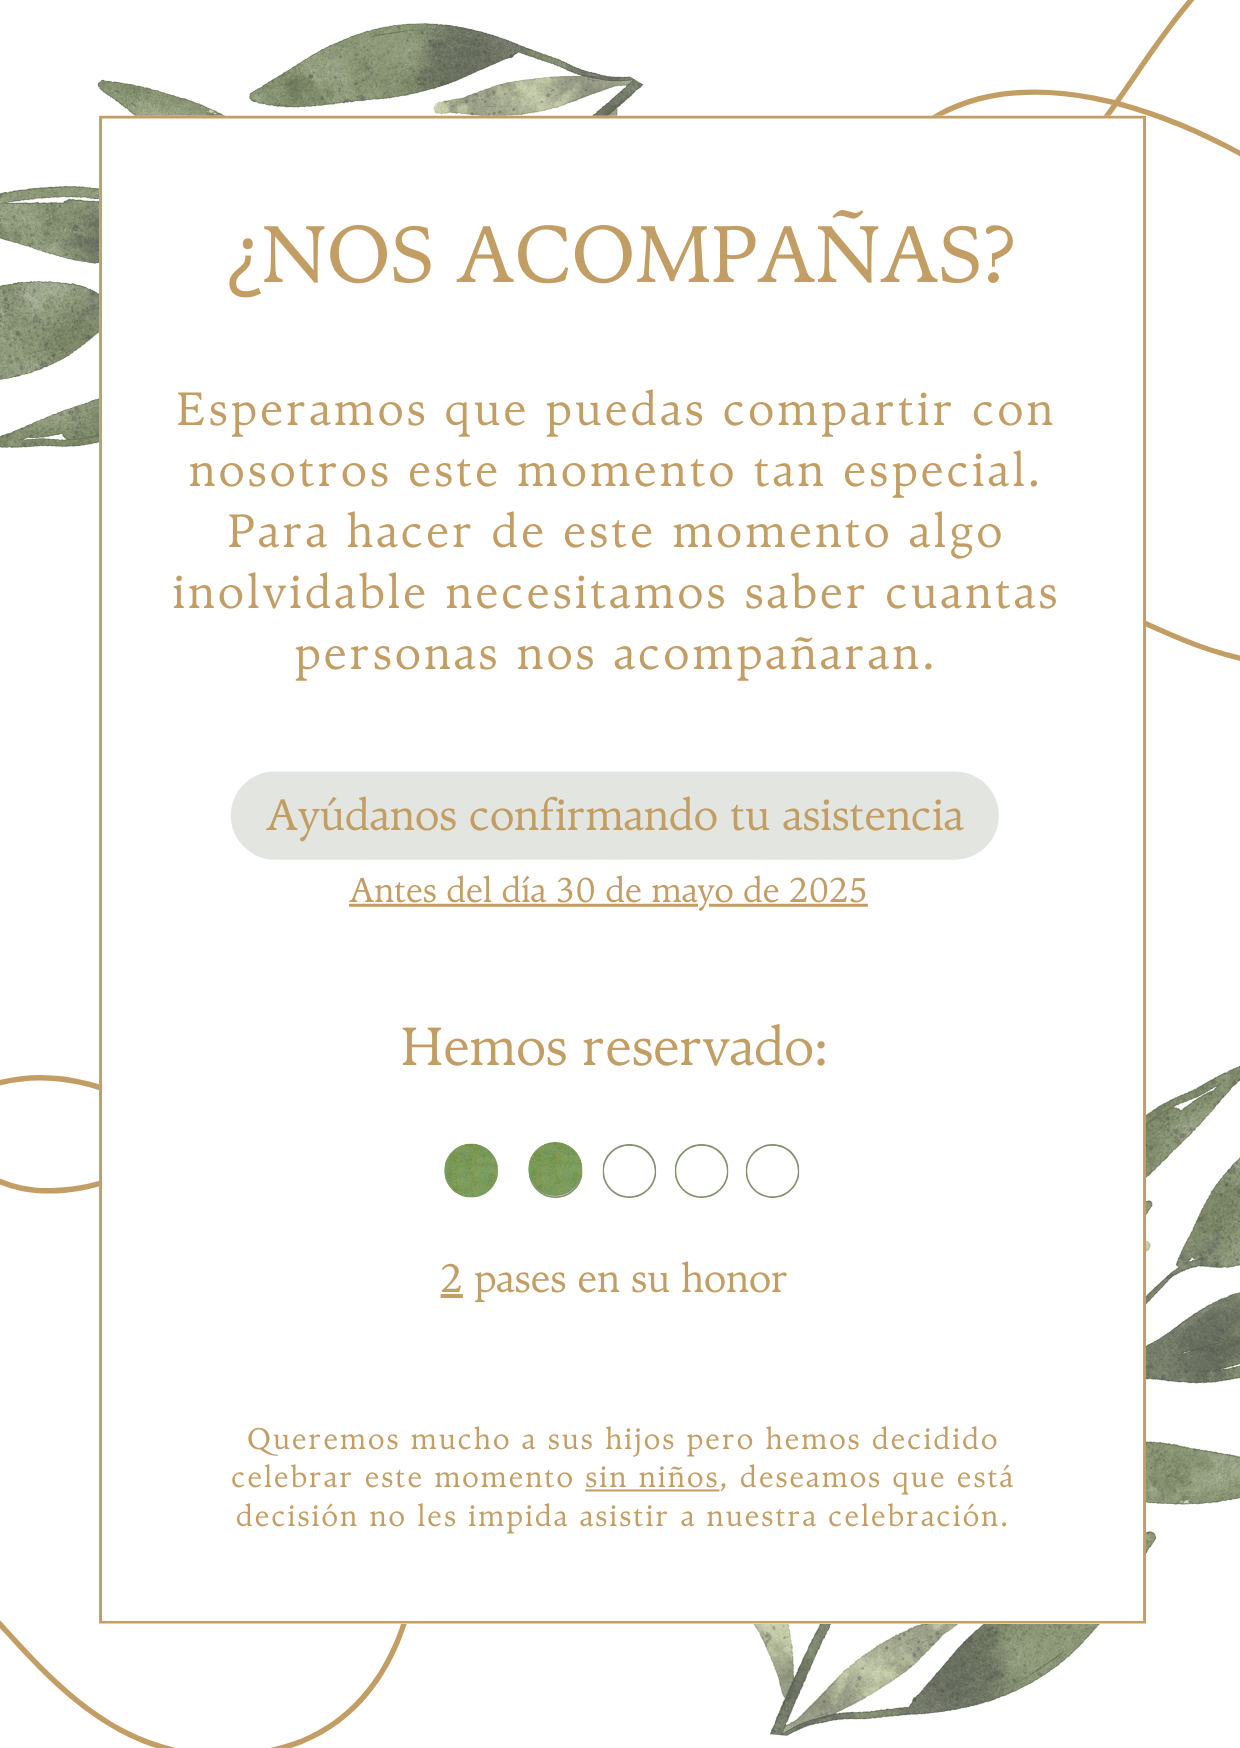 ¿NOS ACOMPAÑAS?
Esperamos que puedas compartir con
nosotros este momento tan especial.
Para hacer de este momento algo
inolvidable necesitamos saber cuantas
personas nos acompañaran.
Ayúdanos confirmando tu asistencia
Antes del día 30 de mayo de 2025
Hemos reservado:
2 pases en su honor
Queremos mucho a sus hijos pero hemos decidido
celebrar este momento sin niños, deseamos que está
decisión no les impida asistir a nuestra celebración.